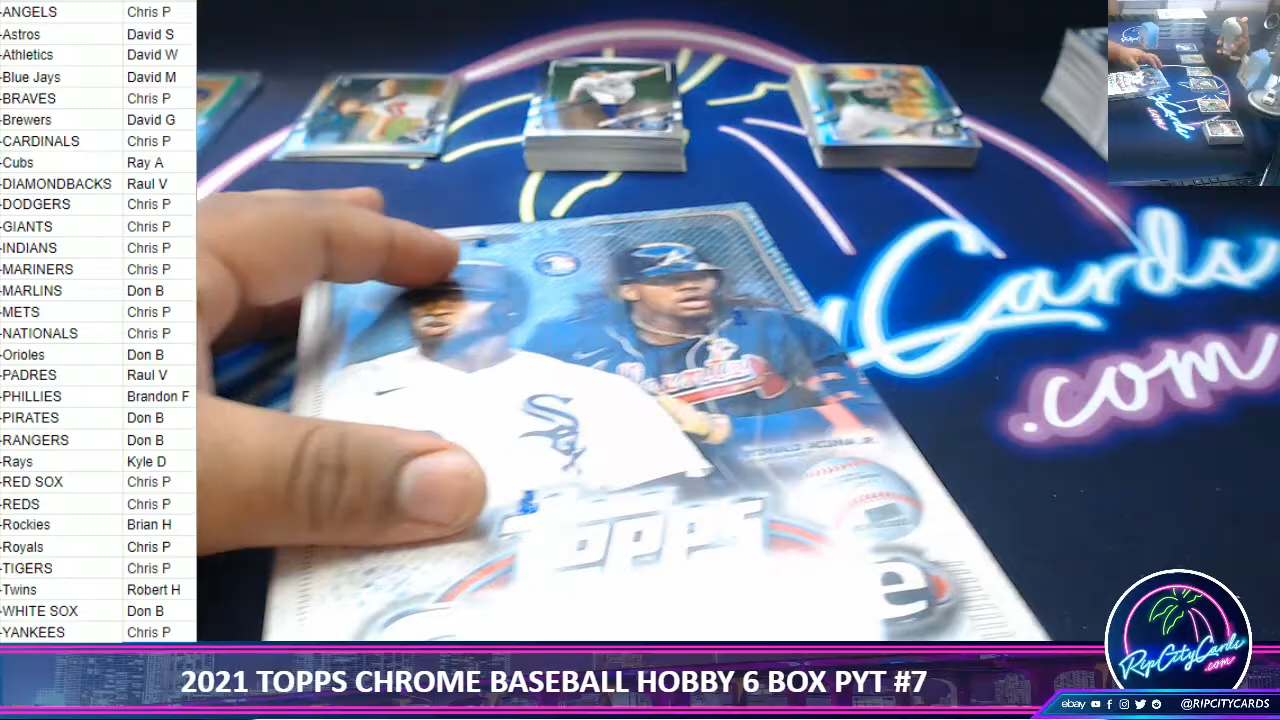 -ANGELS Chris P
-Astros David S
-Athletics David W
-Blue Jays David M
-BRAVES Chris P
-Brewers David G
-CARDINALS Chris P
-Cubs Ray A
-DIAMONDBACKS Raul V
-DODGERS Chris P
-GIANTS Chris P
-INDIANS Chris P
-MARINERS Chris P
-MARLINS Don B
-METS Chris P
-NATIONALS Chris P
-Orioles Don B
-PADRES Raul V
-PHILLIES Brandon F
-PIRATES Don B
-RANGERS Don B
-Rays Kyle D
-RED SOX Chris P
-REDS Chris P
-Rockies Brian H
-Royals Chris P
-TIGERS Chris P
-Twins Robert H
-WHITE SOX Don B
-YANKEES Chris P
Cards
.com
Sox
topps
RipCityCards
.com
2021 TOPPS CHROME BASEBALL HOBBY 6 BOX PYT #7
ebay @RIPCITYCARDS